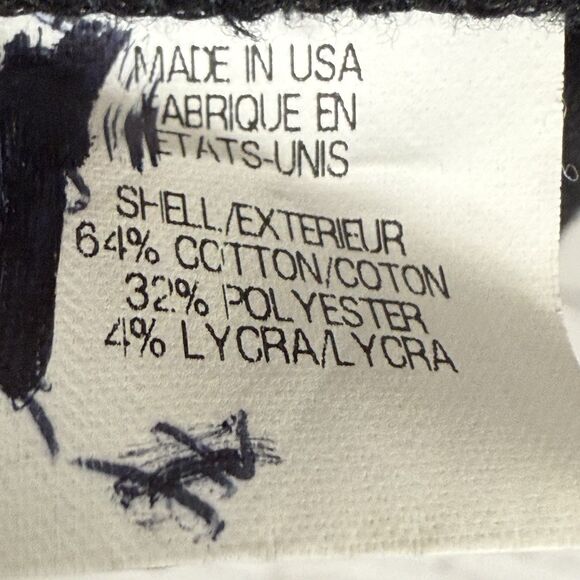 MADE IN USA
FABRIQUE EN
ETATS-UNIS
SHELL/EXTERIEUR
64% COTTON/COTON
32% POLYESTER
4% LYCRA/LYCRA